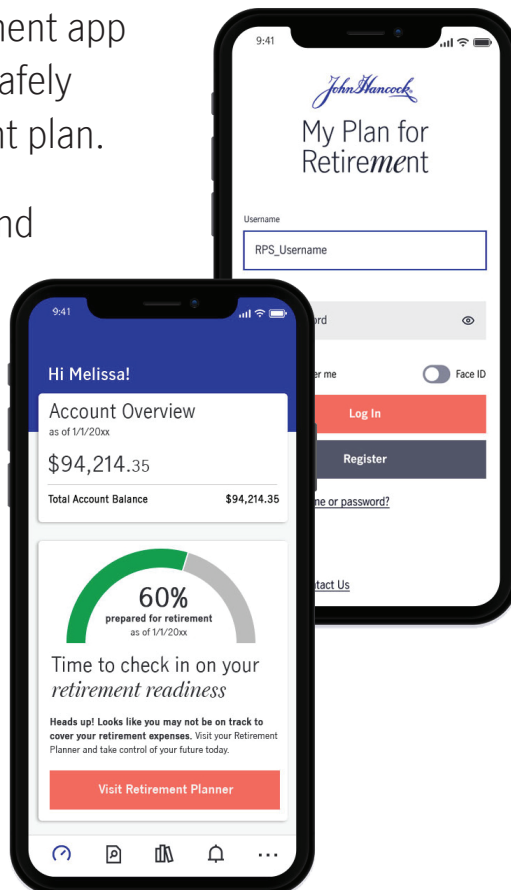 ment app
afely
nt plan.
nd
9:41
John Hancock
My Plan for
Retirement
Username
RPS_Username
ord
er me
Face ID
Log In
Register
me or password?
tact Us
9:41
Hi Melissa!
Account Overview
as of 1/1/20xx
$94,214.35
Total Account Balance $94,214.35
60%
prepared for retirement
as of 1/1/20xx
Time to check in on your
retirement readiness
Heads up! Looks like you may not be on track to
cover your retirement expenses. Visit your Retirement
Planner and take control of your future today.
Visit Retirement Planner